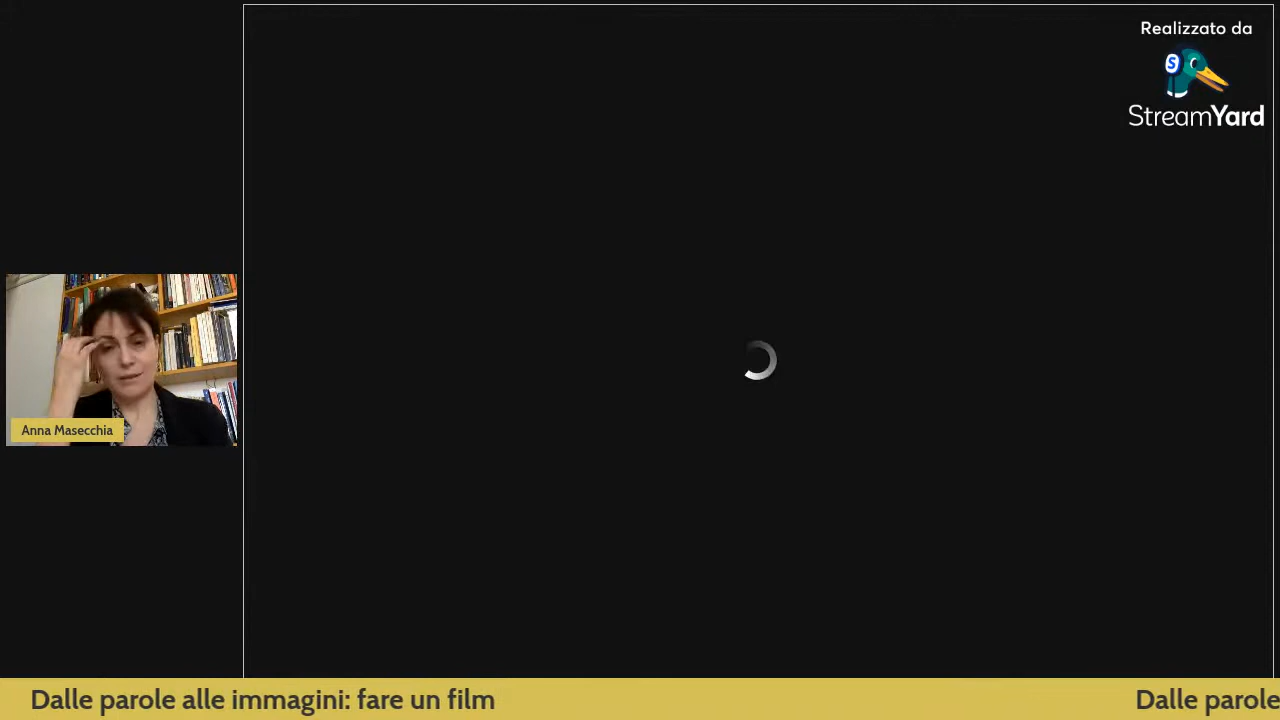 Realizzato da
S
StreamYard
Anna Masecchia
Dalle parole alle immagini: fare un film
Dalle parole